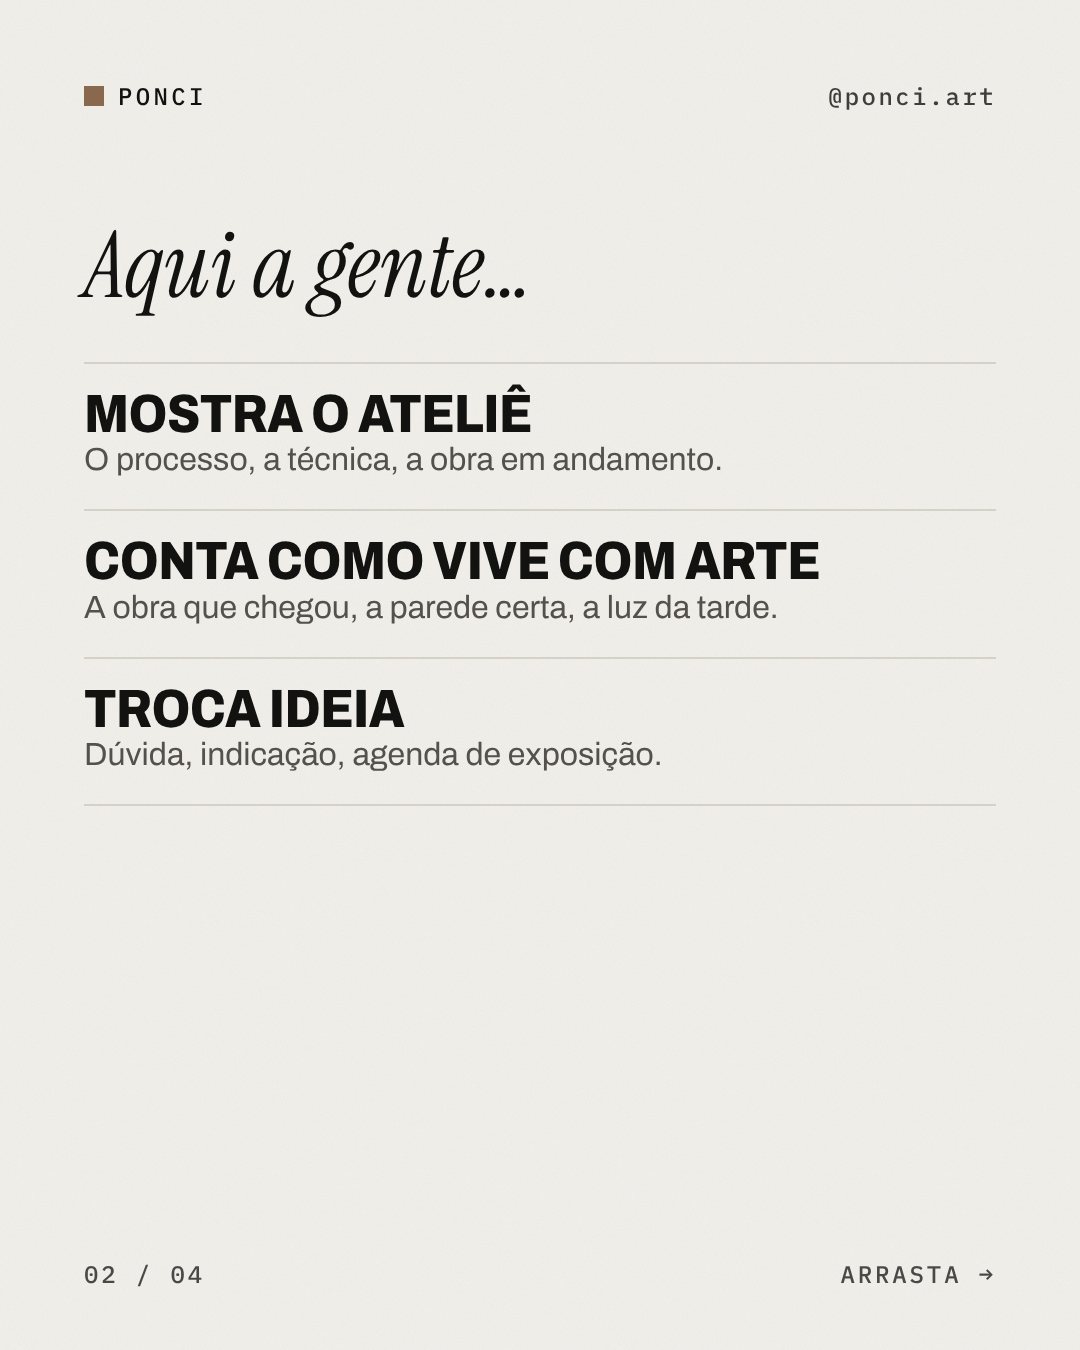 PONCI
@ponci.art
Aqui a gente...
MOSTRA O ATELIÊ
O processo, a técnica, a obra em andamento.
CONTA COMO VIVE COM ARTE
A obra que chegou, a parede certa, a luz da tarde.
TROCA IDEIA
Dúvida, indicação, agenda de exposição.
02 / 04
ARRASTA →